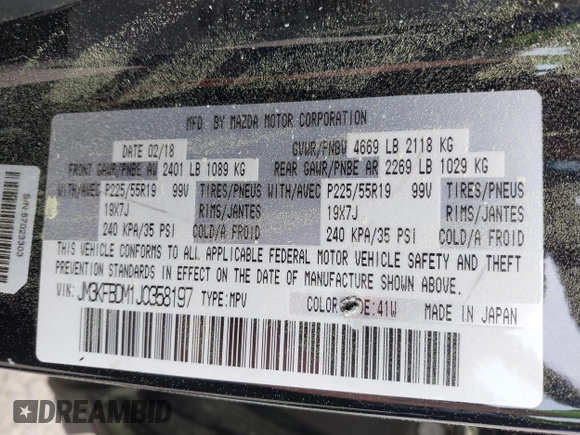 MFD BY MAZDA MOTOR CORPORATION
DATE 02/18 GVWR/PNBV 4669 LB 2118 KG
FRONT GAWR/PNBE AV 2401 LB 1089 KG REAR GAWR/PNBE AR 2269 LB 1029 KG
WITH/AVEC P225/55R19 99V TIRES/PNEUS WITH/AVEC P225/55R19 99V TIRES/PNEUS
19X7J RIMS/JANTES 19X7J RIMS/JANTES
240 KPA/35 PSI COLD/A FROID 240 KPA/35 PSI COLD/A FROID
THIS VEHICLE CONFORMS TO ALL APPLICABLE FEDERAL MOTOR VEHICLE SAFETY AND THEFT
PREVENTION STANDARDS IN EFFECT ON THE DATE OF MANUFACTURE SHOWN ABOVE.
VIN: JM3KFBDM1J0358197 TYPE:MPV COLOR E:41W MADE IN JAPAN
S/N 57023303
DREAMBID